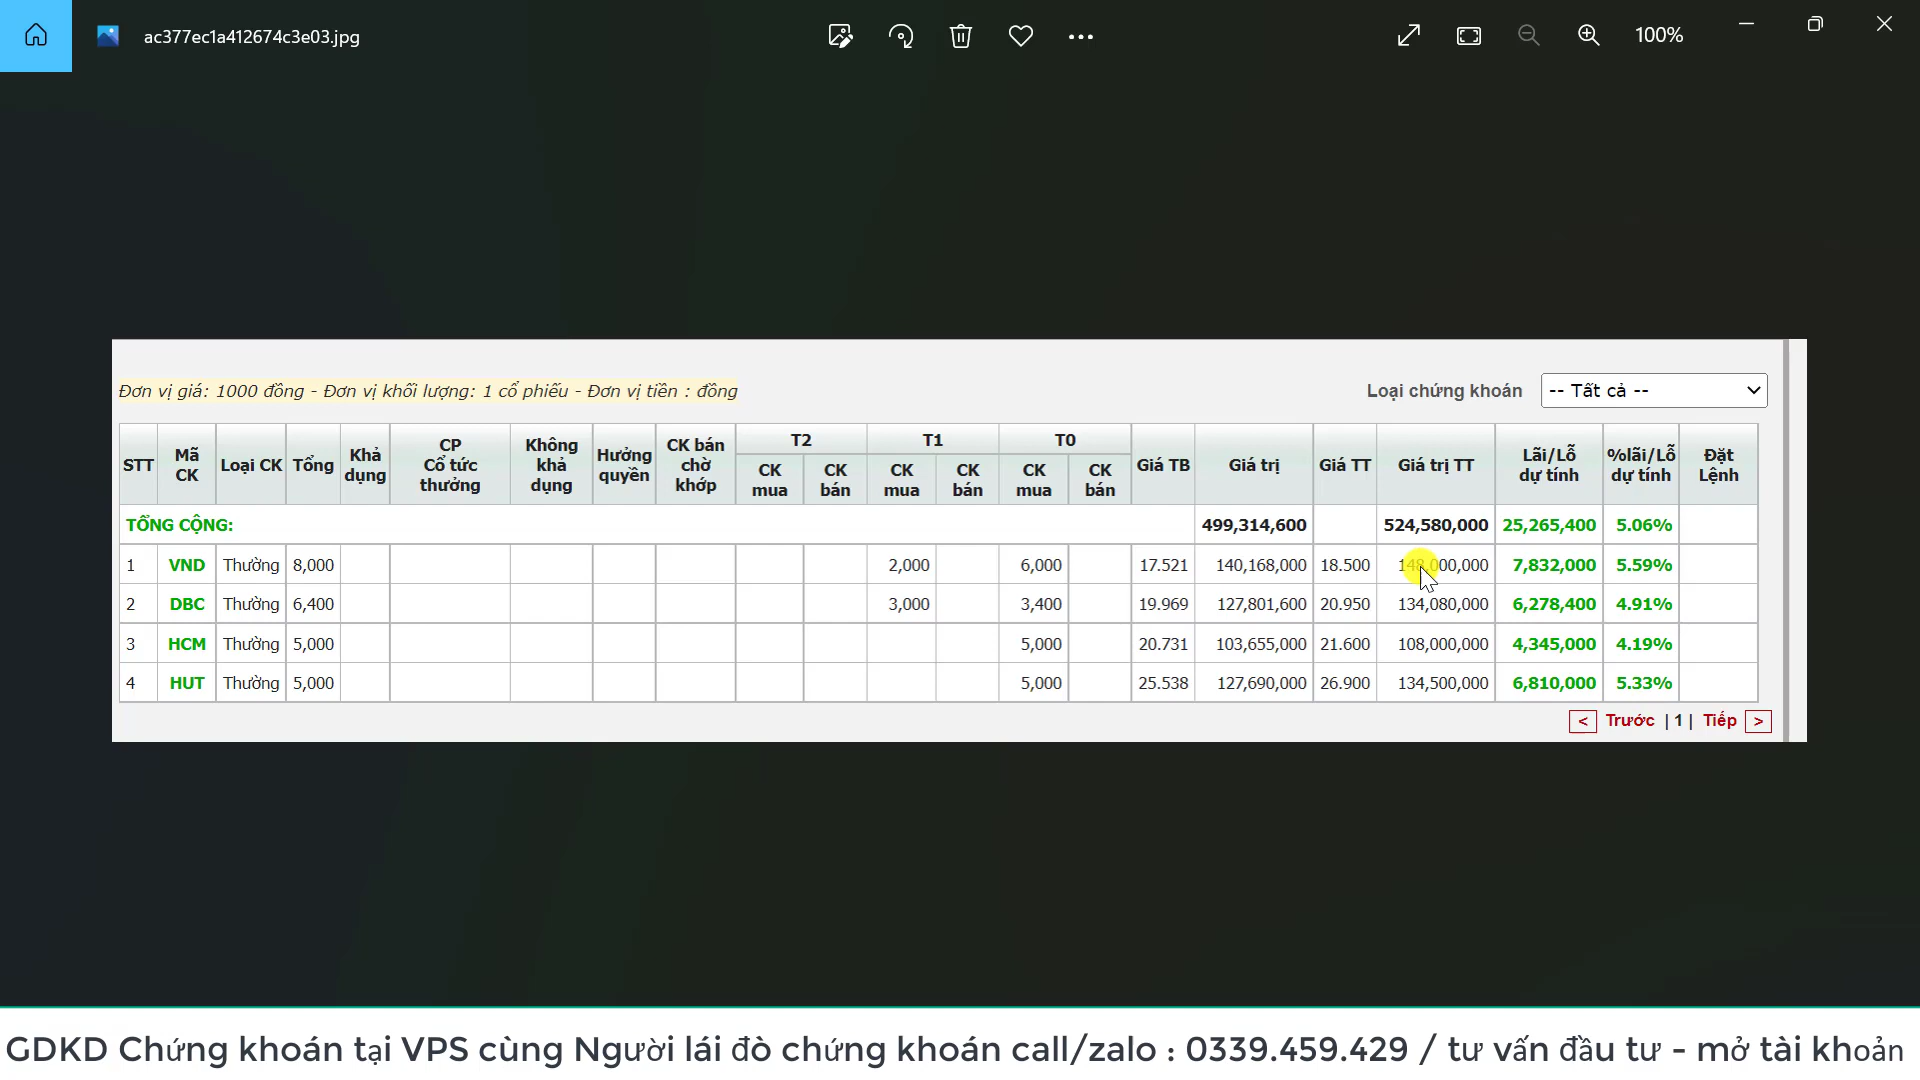 ac377ec1a412674c3e03.jpg
100%
Đơn vị giá: 1000 đồng - Đơn vị khối lượng: 1 cổ phiếu - Đơn vị tiền : đồng
Loại chứng khoán
-- Tất cả --
STT Mã CK Loại CK Tổng Khả dụng CP Cổ tức thưởng Không khả dụng Hưởng quyền CK bán chờ khớp T2 T1 T0 Giá TB Giá trị Giá TT Giá trị TT Lãi/Lỗ dự tính %lãi/Lỗ dự tính Đặt Lệnh
CK mua CK bán CK mua CK bán CK mua CK bán
TỔNG CỘNG: 499,314,600 524,580,000 25,265,400 5.06%
1 VND Thường 8,000 2,000 6,000 17.521 140,168,000 18.500 148,000,000 7,832,000 5.59%
2 DBC Thường 6,400 3,000 3,400 19.969 127,801,600 20.950 134,080,000 6,278,400 4.91%
3 HCM Thường 5,000 5,000 20.731 103,655,000 21.600 108,000,000 4,345,000 4.19%
4 HUT Thường 5,000 5,000 25.538 127,690,000 26.900 134,500,000 6,810,000 5.33%
< Trước | 1 | Tiếp >
GDKD Chứng khoán tại VPS cùng Người lái đò chứng khoán call/zalo : 0339.459.429 / tư vấn đầu tư - mở tài khoản